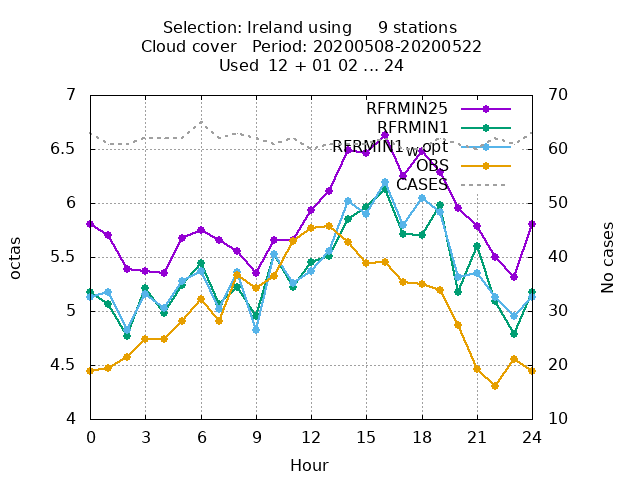 Selection: Ireland using 9 stations
Cloud cover Period: 20200508-20200522
Used 12 + 01 02 ... 24
RFRMIN25
RFRMIN1
RFRMIN1_W_opt
OBS
CASES
7
6.5
6
5.5
5
4.5
4
70
60
50
40
30
20
10
octas
No cases
0 3 6 9 12 15 18 21 24
Hour